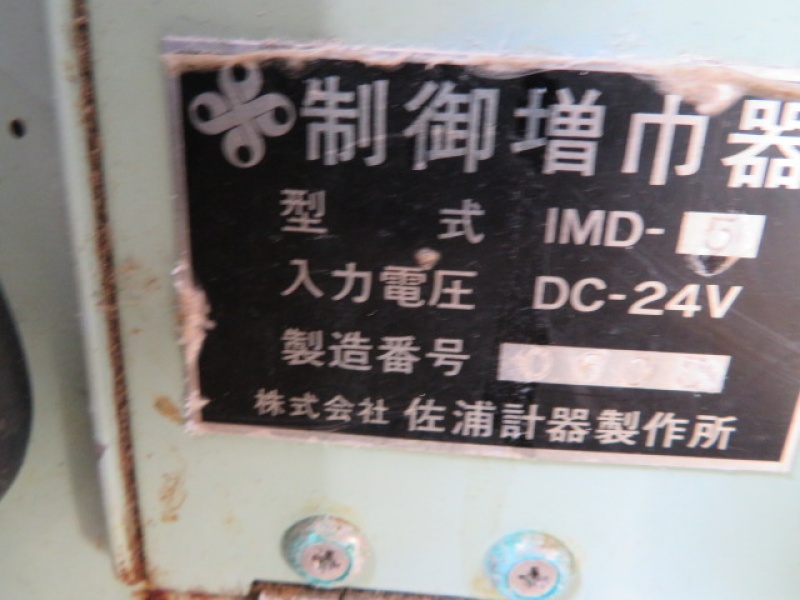 制御増巾器
型式 IMD-5
入力電圧 DC-24V
製造番号
株式会社 佐浦計器製作所